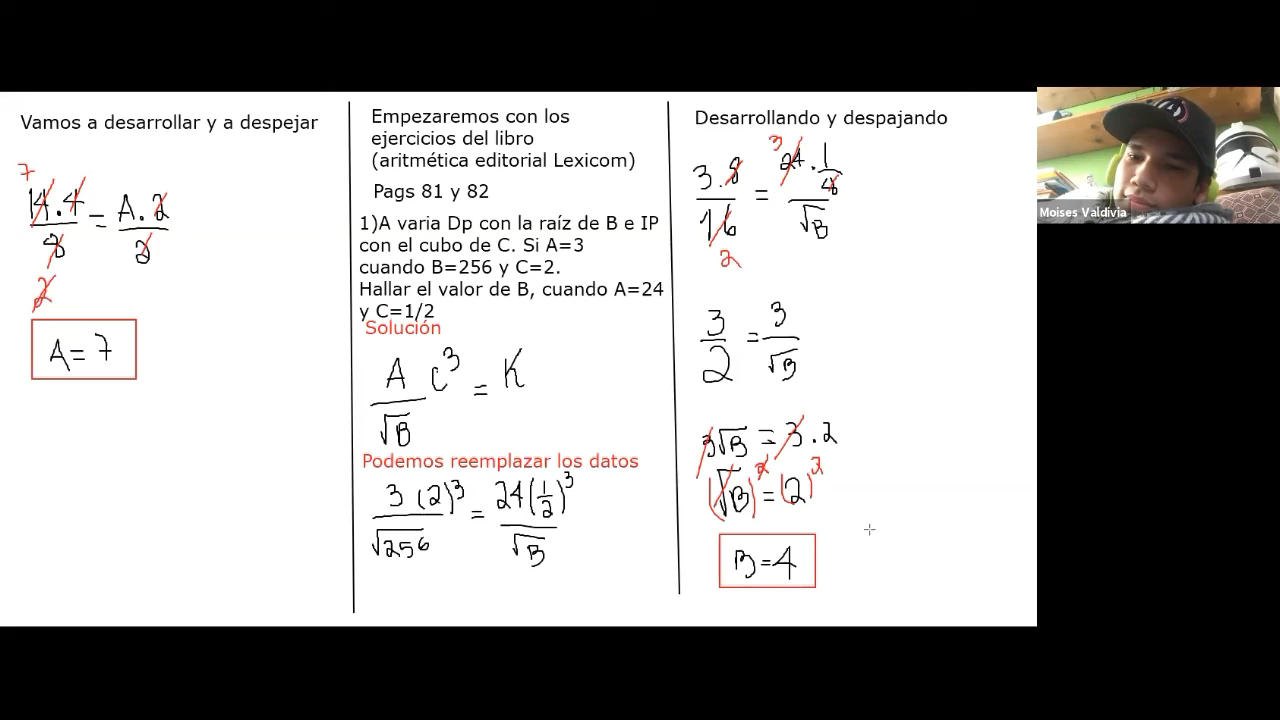 Vamos a desarrollar y a despejar
7
14.4/8 = A.2/2
2
A = 7
Empezaremos con los
ejercicios del libro
(aritmética editorial Lexicom)
Pags 81 y 82
1)A varia Dp con la raíz de B e IP
con el cubo de C. Si A=3
cuando B=256 y C=2.
Hallar el valor de B, cuando A=24
y C=1/2
Solución
A/√B C³ = K
Podemos reemplazar los datos
3 (2)³/√256 = 24(1/2)³/√B
Desarrollando y despajando
3
3.8/16 = 24.1/8/√B
2
3/2 = 3/√B
3√B = 3.2
(√B)² = (2)²
B = 4
Moises Valdivia